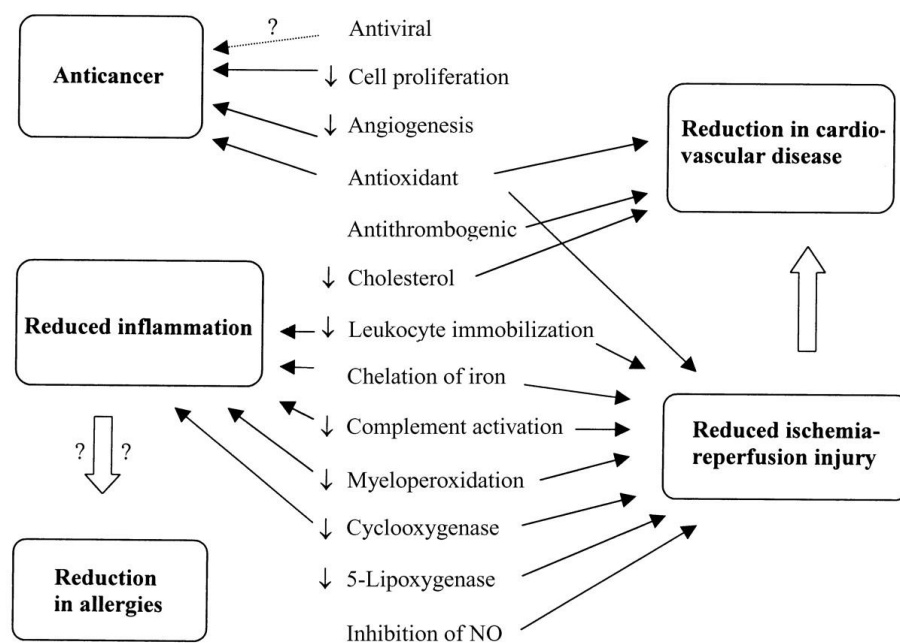 ?
Antiviral
Anticancer
↓ Cell proliferation
↓ Angiogenesis
Antioxidant
Antithrombogenic
↓ Cholesterol
↓ Leukocyte immobilization
Chelation of iron
↓ Complement activation
↓ Myeloperoxidation
↓ Cyclooxygenase
↓ 5-Lipoxygenase
Inhibition of NO
Reduction in cardio-
vascular disease
Reduced inflammation
? ?
Reduced ischemia-
reperfusion injury
Reduction
in allergies